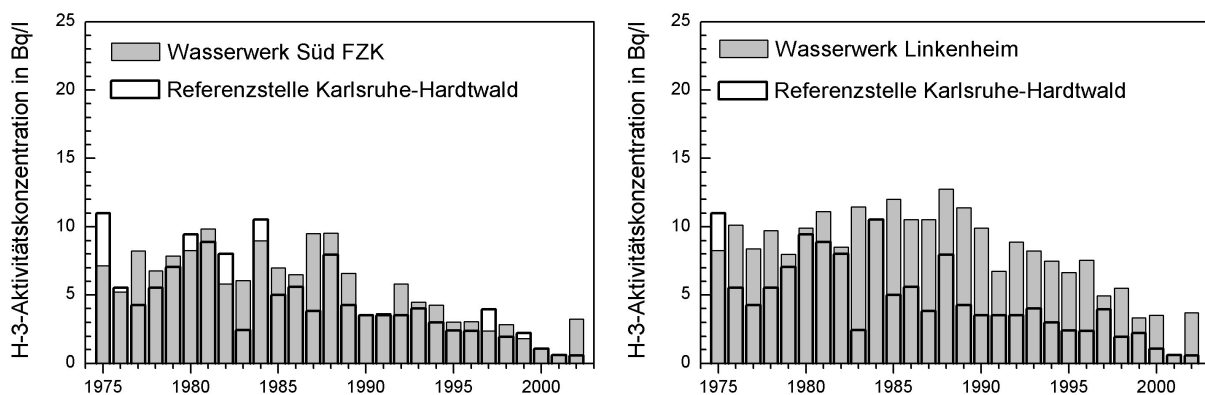 H-3-Aktivitätskonzentration in Bq/l
25
20
15
10
5
0
Wasserwerk Süd FZK
Referenzstelle Karlsruhe-Hardtwald
1975 1980 1985 1990 1995 2000
H-3-Aktivitätskonzentration in Bq/l
25
20
15
10
5
0
Wasserwerk Linkenheim
Referenzstelle Karlsruhe-Hardtwald
1975 1980 1985 1990 1995 2000